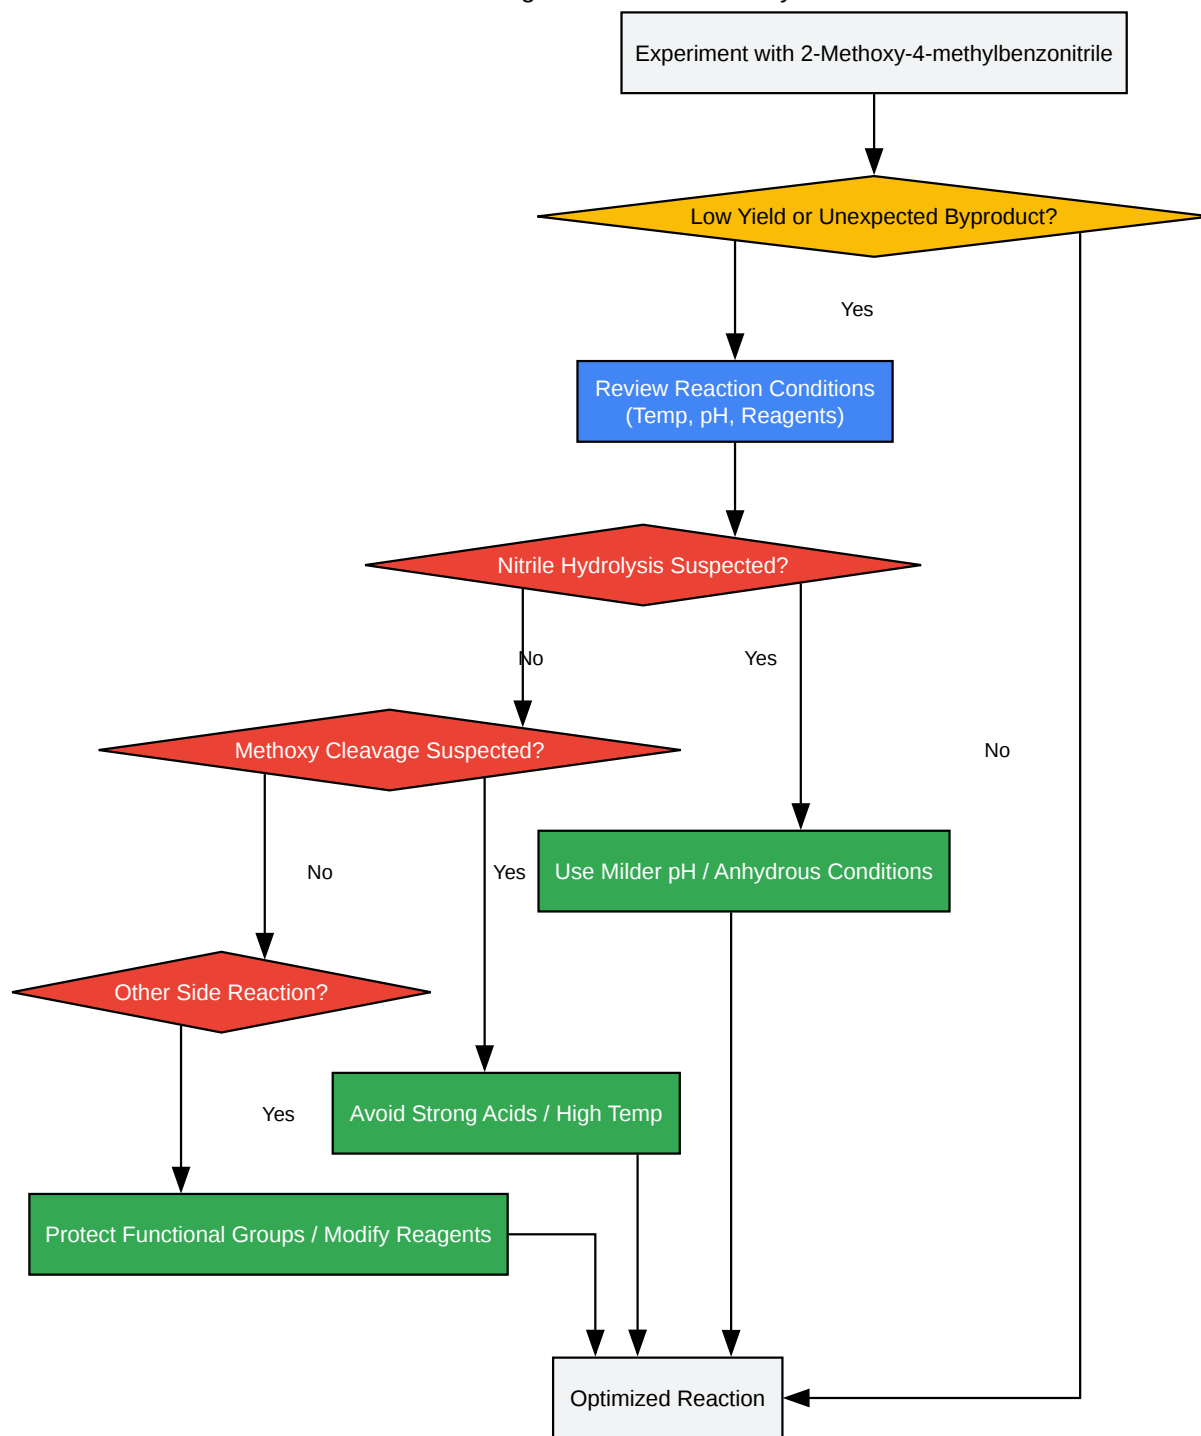 Experiment with 2-Methoxy-4-methylbenzonitrile
Low Yield or Unexpected Byproduct?
Yes
Review Reaction Conditions
(Temp, pH, Reagents)
Nitrile Hydrolysis Suspected?
No
Yes
Methoxy Cleavage Suspected?
No
No
Yes
Use Milder pH / Anhydrous Conditions
Other Side Reaction?
Yes
Avoid Strong Acids / High Temp
Protect Functional Groups / Modify Reagents
Optimized Reaction